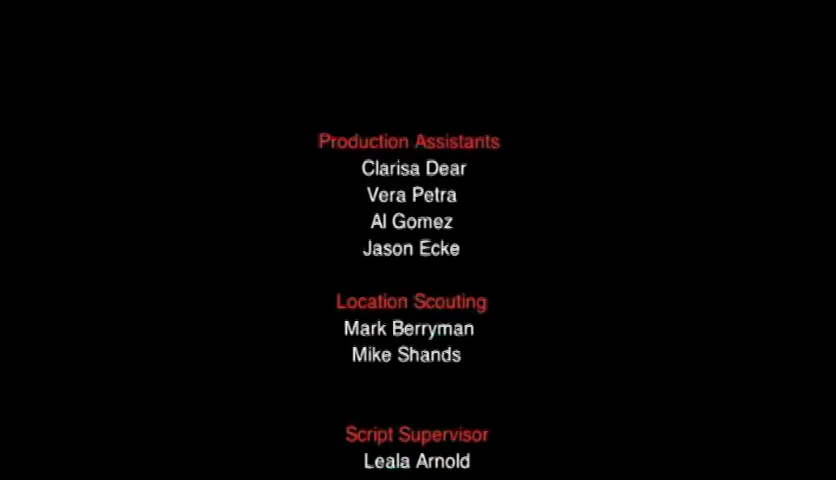 Production Assistants
Clarisa Dear
Vera Petra
Al Gomez
Jason Ecke
Location Scouting
Mark Berryman
Mike Shands
Script Supervisor
Leala Arnold